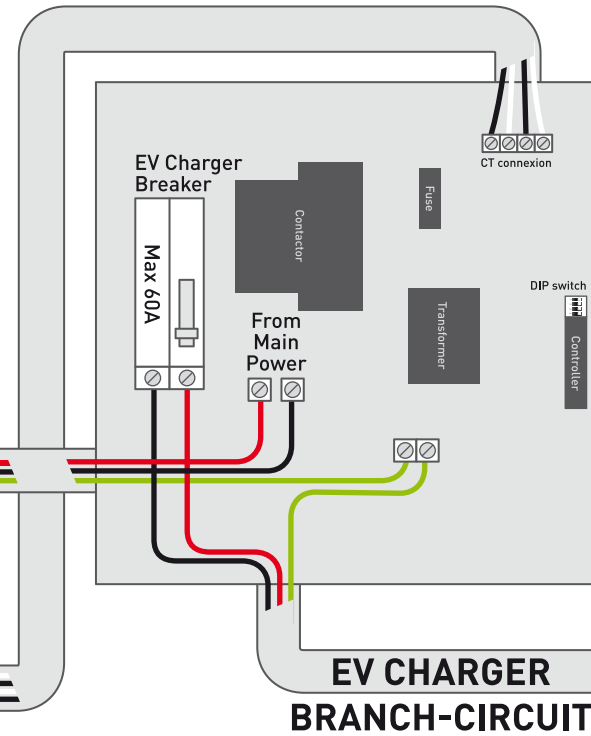 CT connexion
EV Charger
Breaker
Max 60A
Contactor
Fuse
DIP switch
Controller
Transformer
From
Main
Power
EV CHARGER
BRANCH-CIRCUIT